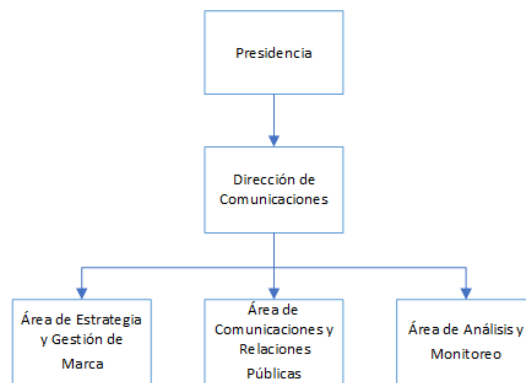 Presidencia
Dirección de
Comunicaciones
Área de Estrategia
y Gestión de
Marca
Área de
Comunicaciones y
Relaciones
Públicas
Área de Análisis y
Monitoreo